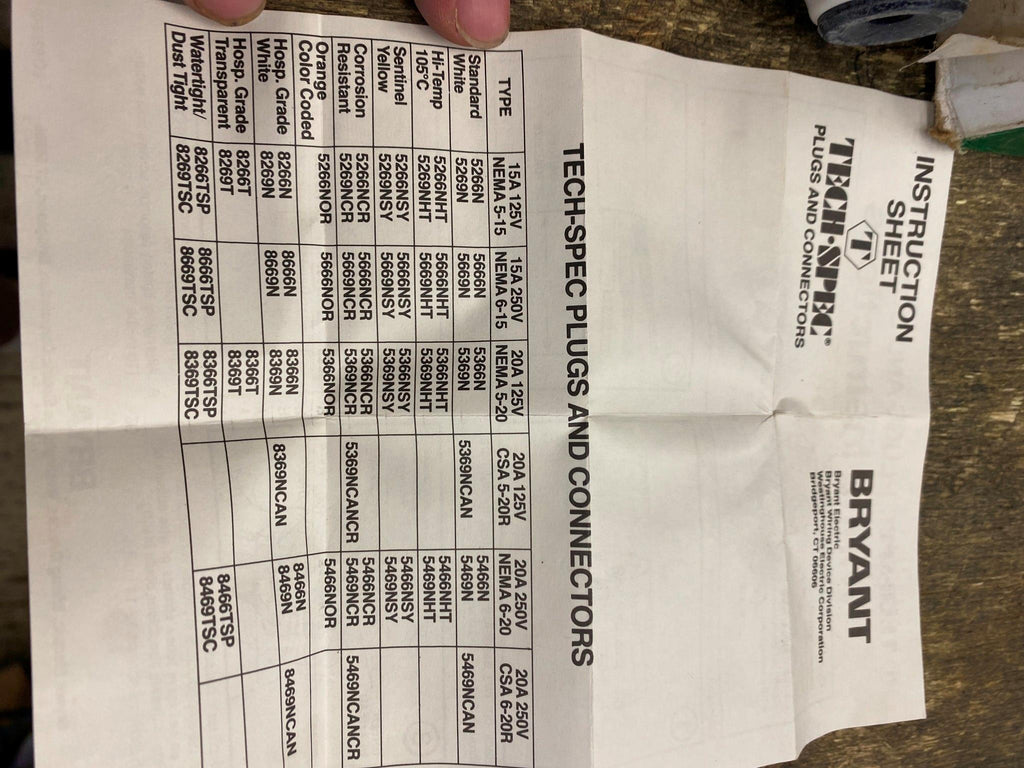 INSTRUCTION
SHEET
T
TECH-SPEC®
PLUGS AND CONNECTORS
BRYANT
Bryant Electric
Bryant Wiring Device Division
Westinghouse Electric Corporation
Bridgeport, CT 06606
TECH-SPEC PLUGS AND CONNECTORS
TYPE
15A 125V
NEMA 5-15
15A 250V
NEMA 6-15
20A 125V
NEMA 5-20
20A 125V
CSA 5-20R
20A 250V
NEMA 6-20
20A 250V
CSA 6-20R
Standard
White
5266N
5269N
5666N
5669N
5366N
5369N
5369NCAN
5466N
5469N
5469NCAN
Hi-Temp
105°C
5266NHT
5269NHT
5666NHT
5669NHT
5366NHT
5369NHT
5466NHT
5469NHT
Sentinel
Yellow
5266NSY
5269NSY
5666NSY
5669NSY
5366NSY
5369NSY
5466NSY
5469NSY
Corrosion
Resistant
5266NCR
5269NCR
5666NCR
5669NCR
5366NCR
5369NCR
5369NCANCR
5466NCR
5469NCR
5469NCANCR
Orange
Color Coded
5266NOR
5666NOR
5366NOR
5466NOR
Hosp. Grade
White
8266N
8269N
8666N
8669N
8366N
8369N
8369NCAN
8466N
8469N
8469NCAN
Hosp. Grade
Transparent
8266T
8269T
8366T
8369T
Watertight/
Dust Tight
8266TSP
8269TSC
8666TSP
8669TSC
8366TSP
8369TSC
8466TSP
8469TSC